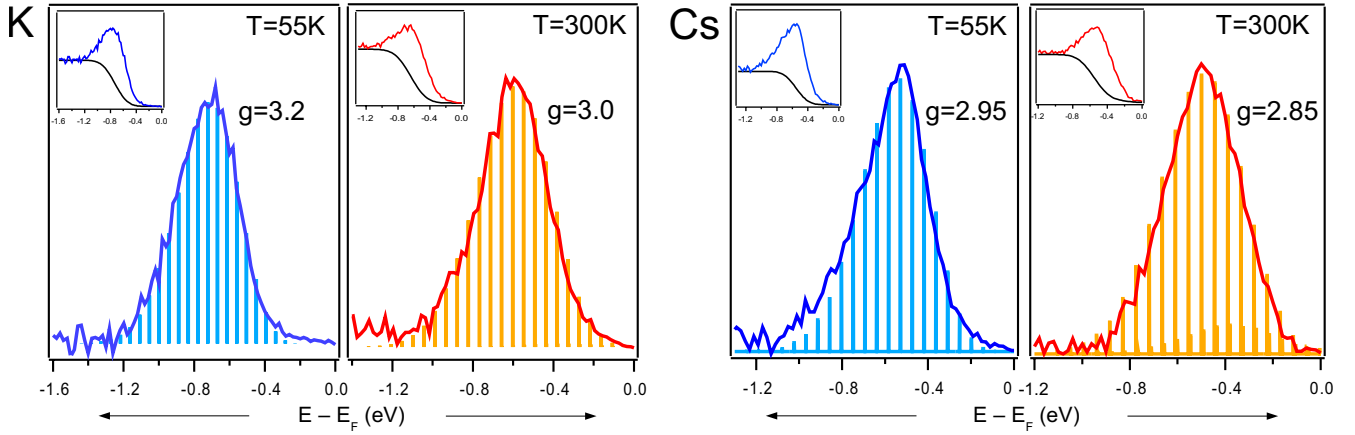 K
T=55K
T=300K
Cs
T=55K
T=300K
g=3.2
g=3.0
g=2.95
g=2.85
-1.6 -1.2 -0.8 -0.4 0.0
-1.2 -0.8 -0.4 0.0
-1.2 -0.8 -0.4 0.0
-1.2 -0.8 -0.4 0.0
-1.6 -1.2 -0.8 -0.4 0.0
-1.2 -0.8 -0.4 0.0
-1.2 -0.8 -0.4
-1.2 -0.8 -0.4 0.0
E – E_F (eV)
E – E_F (eV)